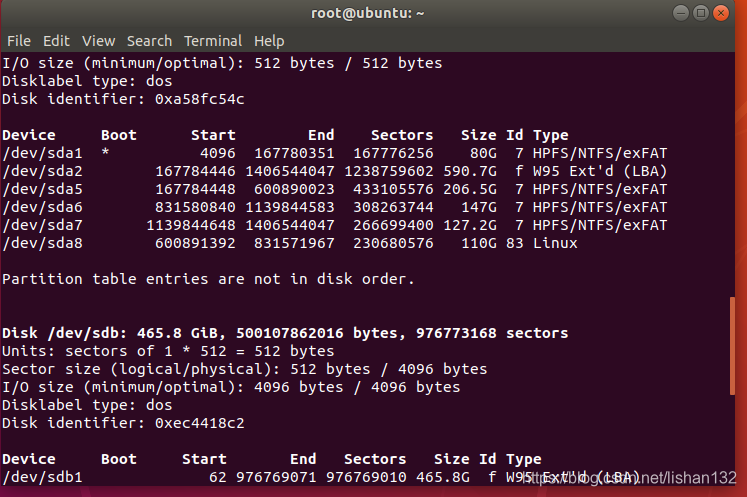 root@ubuntu: ~
File Edit View Search Terminal Help
I/O size (minimum/optimal): 512 bytes / 512 bytes
Disklabel type: dos
Disk identifier: 0xa58fc54c
Device Boot Start End Sectors Size Id Type
/dev/sda1 * 4096 167780351 167776256 80G 7 HPFS/NTFS/exFAT
/dev/sda2 167784446 1406544047 1238759602 590.7G f W95 Ext'd (LBA)
/dev/sda5 167784448 600890023 433105576 206.5G 7 HPFS/NTFS/exFAT
/dev/sda6 831580840 1139844583 308263744 147G 7 HPFS/NTFS/exFAT
/dev/sda7 1139844648 1406544047 266699400 127.2G 7 HPFS/NTFS/exFAT
/dev/sda8 600891392 831571967 230680576 110G 83 Linux
Partition table entries are not in disk order.
Disk /dev/sdb: 465.8 GiB, 500107862016 bytes, 976773168 sectors
Units: sectors of 1 * 512 = 512 bytes
Sector size (logical/physical): 512 bytes / 4096 bytes
I/O size (minimum/optimal): 4096 bytes / 4096 bytes
Disklabel type: dos
Disk identifier: 0xec4418c2
Device Boot Start End Sectors Size Id Type
/dev/sdb1 62 976769071 976769010 465.8G f W95 Ext'd (LBA)
https://blog.csdn.net/lishan132